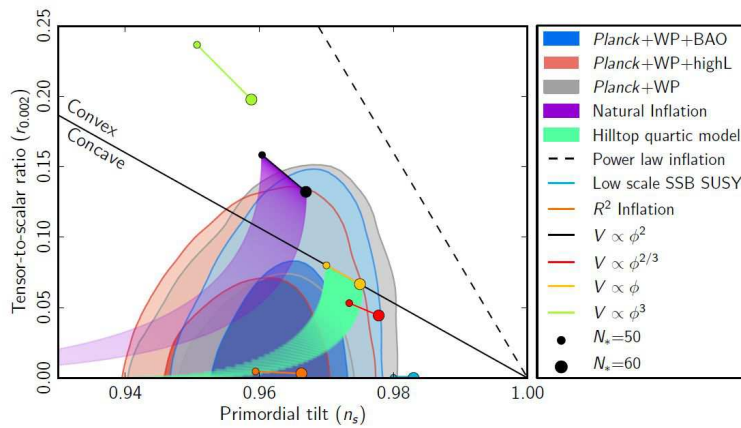 0.25
0.20
0.15
0.10
0.05
0.00
Tensor-to-scalar ratio (r0.002)
Convex
Concave
0.94
0.96
0.98
1.00
Primordial tilt (ns)
Planck+WP+BAO
Planck+WP+highL
Planck+WP
Natural Inflation
Hilltop quartic model
Power law inflation
Low scale SSB SUSY
R² Inflation
V ∝ ϕ²
V ∝ ϕ^2/3
V ∝ ϕ
V ∝ ϕ³
N*=50
N*=60